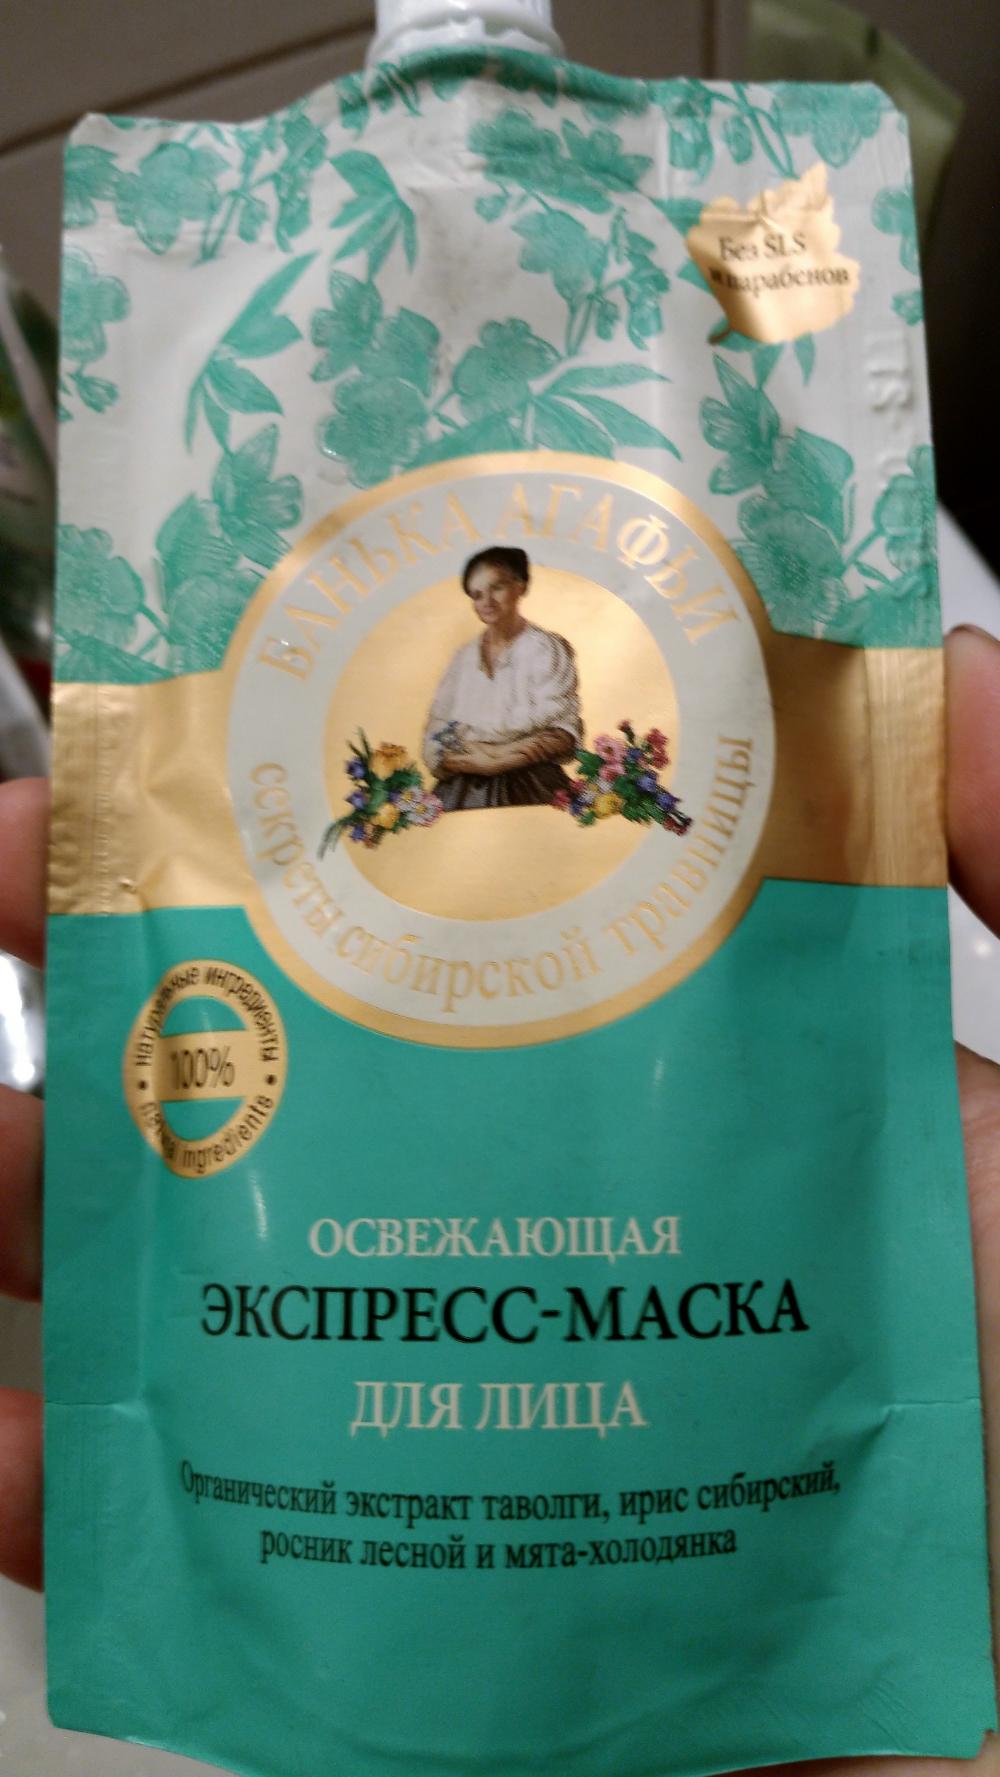 Без SLS
и парабенов
БАНЬКА АГАФЬИ
секреты сибирской травницы
натуральные ингредиенты
100%
natural ingredients
ОСВЕЖАЮЩАЯ
ЭКСПРЕСС-МАСКА
ДЛЯ ЛИЦА
Органический экстракт таволги, ирис сибирский,
росник лесной и мята-холодянка